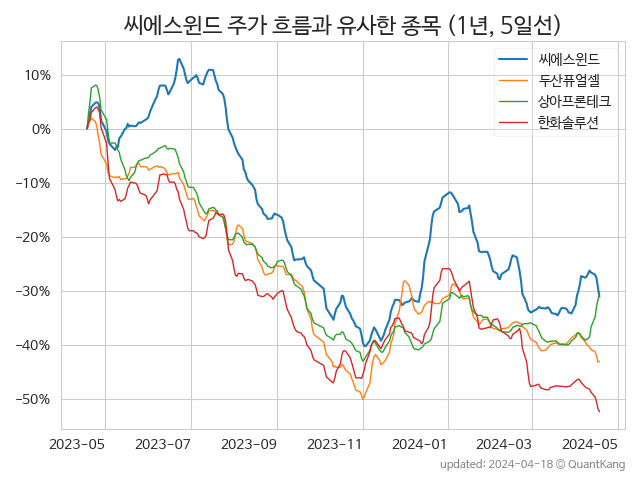 씨에스윈드 주가 흐름과 유사한 종목 (1년, 5일선)
씨에스윈드
두산퓨얼셀
상아프론테크
한화솔루션
10%
0%
−10%
−20%
−30%
−40%
−50%
2023-05 2023-07 2023-09 2023-11 2024-01 2024-03 2024-05
updated: 2024-04-18 © QuantKang